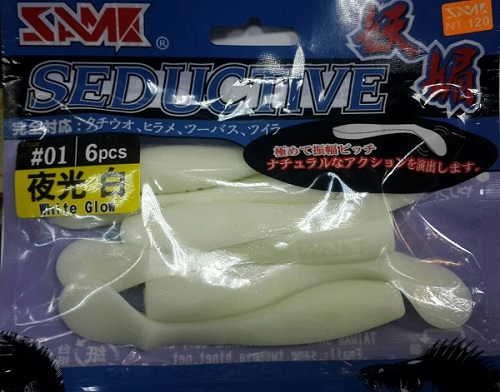 SAME
®
SAME
NT.120
SEDUCTIVE
妖媚
完全対応：タチウオ、ヒラメ、ツーバス、ツイラ
極めて振幅ピッチ
ナチュラルなアクションを演出します。
#01 6pcs
夜光 白
White Glow